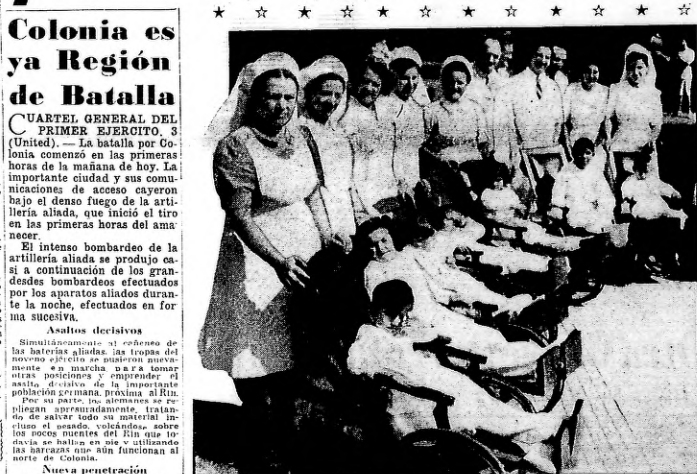 Colonia es
ya Región
de Batalla
CUARTEL GENERAL DEL
PRIMER EJERCITO, 3
(United). — La batalla por Co-
lonia comenzó en las primeras
horas de la mañana de hoy. La
importante ciudad y sus comu-
nicaciones de acceso cayeron
bajo el denso fuego de la arti-
llería aliada, que inició el tiro
en las primeras horas del ama-
necer.
El intenso bombardeo de la
artillería aliada se produjo ca-
si a continuación de los gran-
desdes bombardeos efectuados
por los aparatos aliados duran-
te la noche, efectuados en for
ma sucesiva.
Asaltos decisivos
Simultáneamente al cañoneo de
las baterías aliadas, las tropas del
noveno ejército se pusieron nueva-
mente en marcha para tomar
otras posiciones y emprender el
asalto decisivo de la importante
población germana, próxima al Rin.
Por su parte, los alemanes se re-
pliegan apresuradamente, tratan-
do de salvar todo su material in-
cluso el pesado, volcándose sobre
los pocos puentes del Rin que to-
davía se hallan en pie y utilizando
las barcazas que aún funcionan al
norte de Colonia.
Nueva penetración